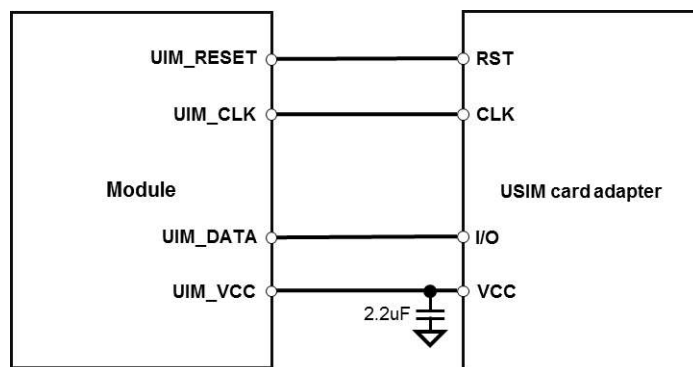 UIM_RESET
RST
UIM_CLK
CLK
Module
USIM card adapter
UIM_DATA
I/O
UIM_VCC
VCC
2.2uF